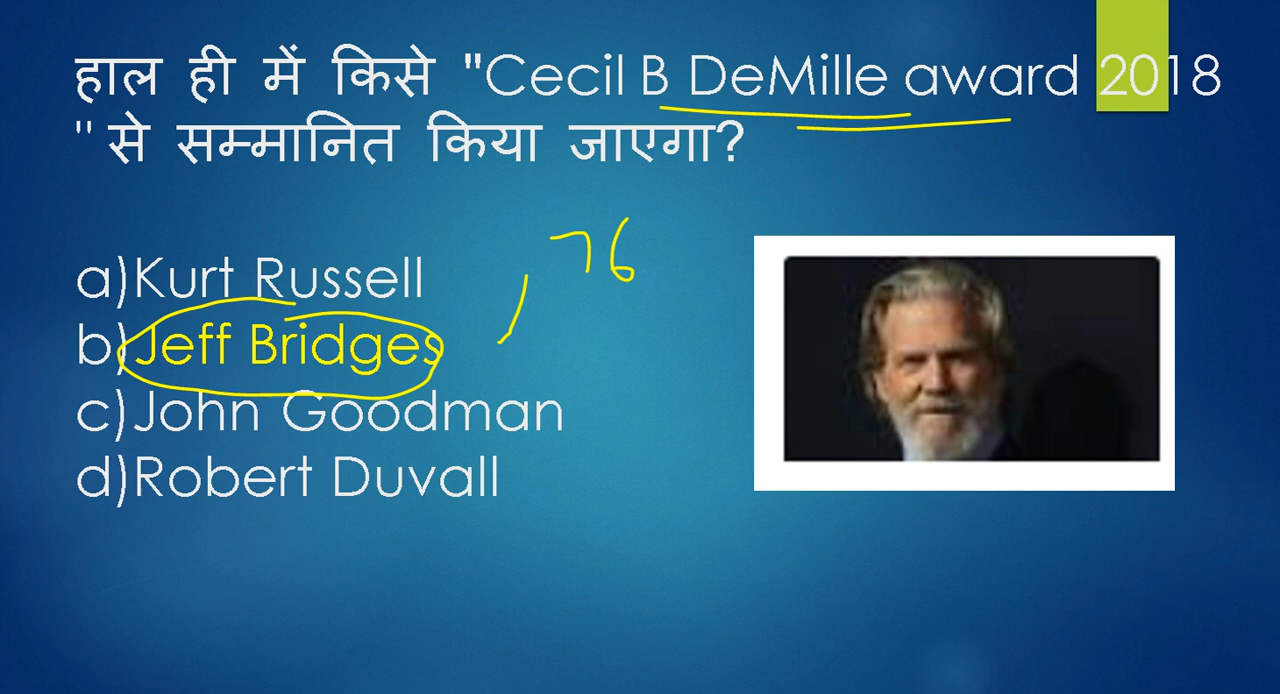 हाल ही में किसे "Cecil B DeMille award 2018
" से सम्मानित किया जाएगा?
76
a)Kurt Russell
b)Jeff Bridges
c)John Goodman
d)Robert Duvall